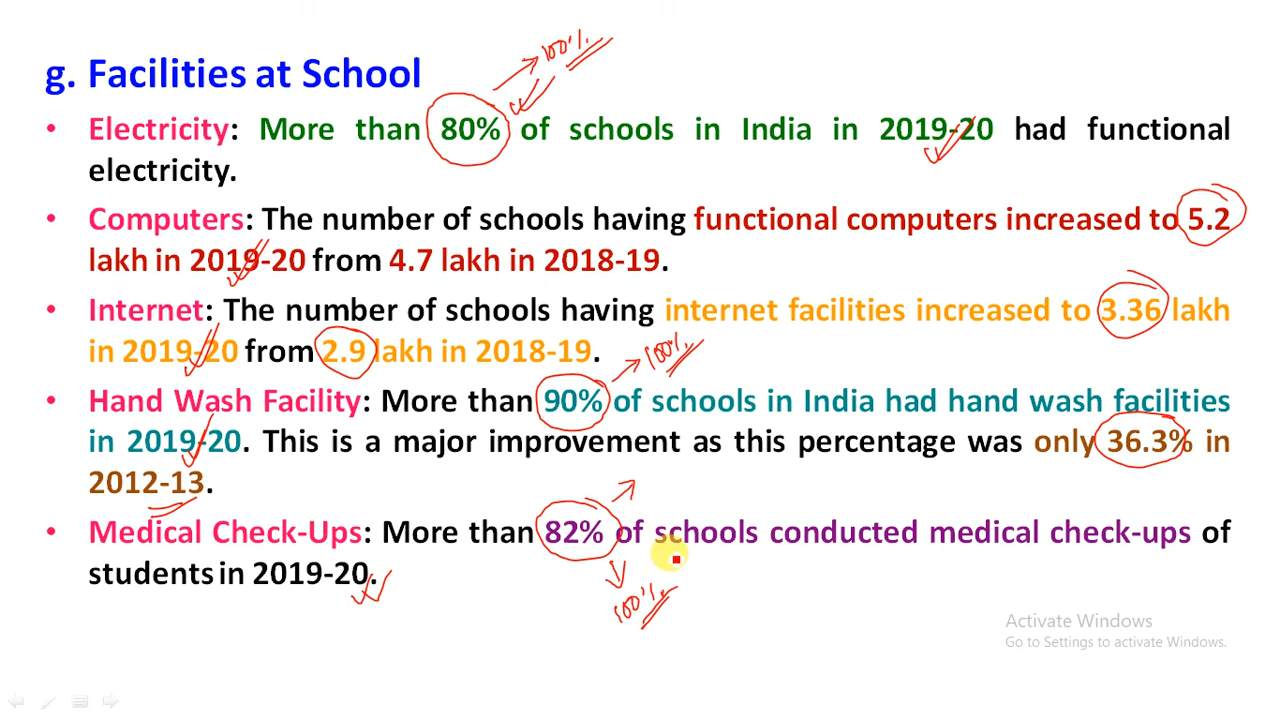 100%
g. Facilities at School
• Electricity: More than 80% of schools in India in 2019-20 had functional
electricity.
• Computers: The number of schools having functional computers increased to 5.2
lakh in 2019-20 from 4.7 lakh in 2018-19.
• Internet: The number of schools having internet facilities increased to 3.36 lakh
in 2019-20 from 2.9 lakh in 2018-19.
100%
• Hand Wash Facility: More than 90% of schools in India had hand wash facilities
in 2019-20. This is a major improvement as this percentage was only 36.3% in
2012-13.
• Medical Check-Ups: More than 82% of schools conducted medical check-ups of
students in 2019-20.
100%
Activate Windows
Go to Settings to activate Windows.